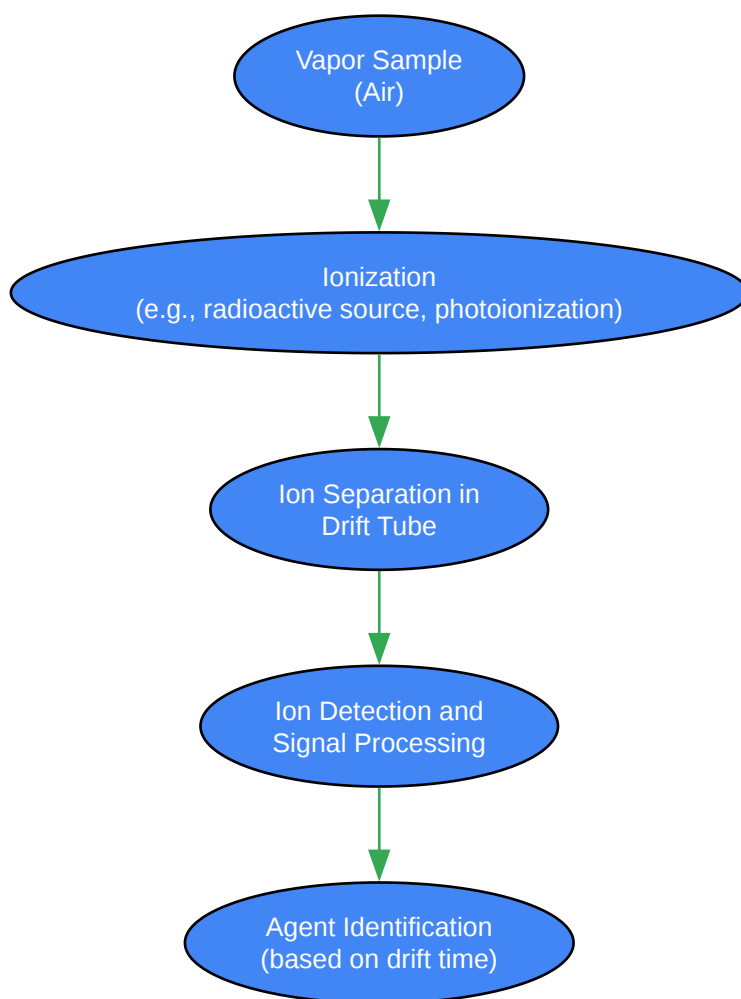 Vapor Sample
(Air)
Ionization
(e.g., radioactive source, photoionization)
Ion Separation in
Drift Tube
Ion Detection and
Signal Processing
Agent Identification
(based on drift time)